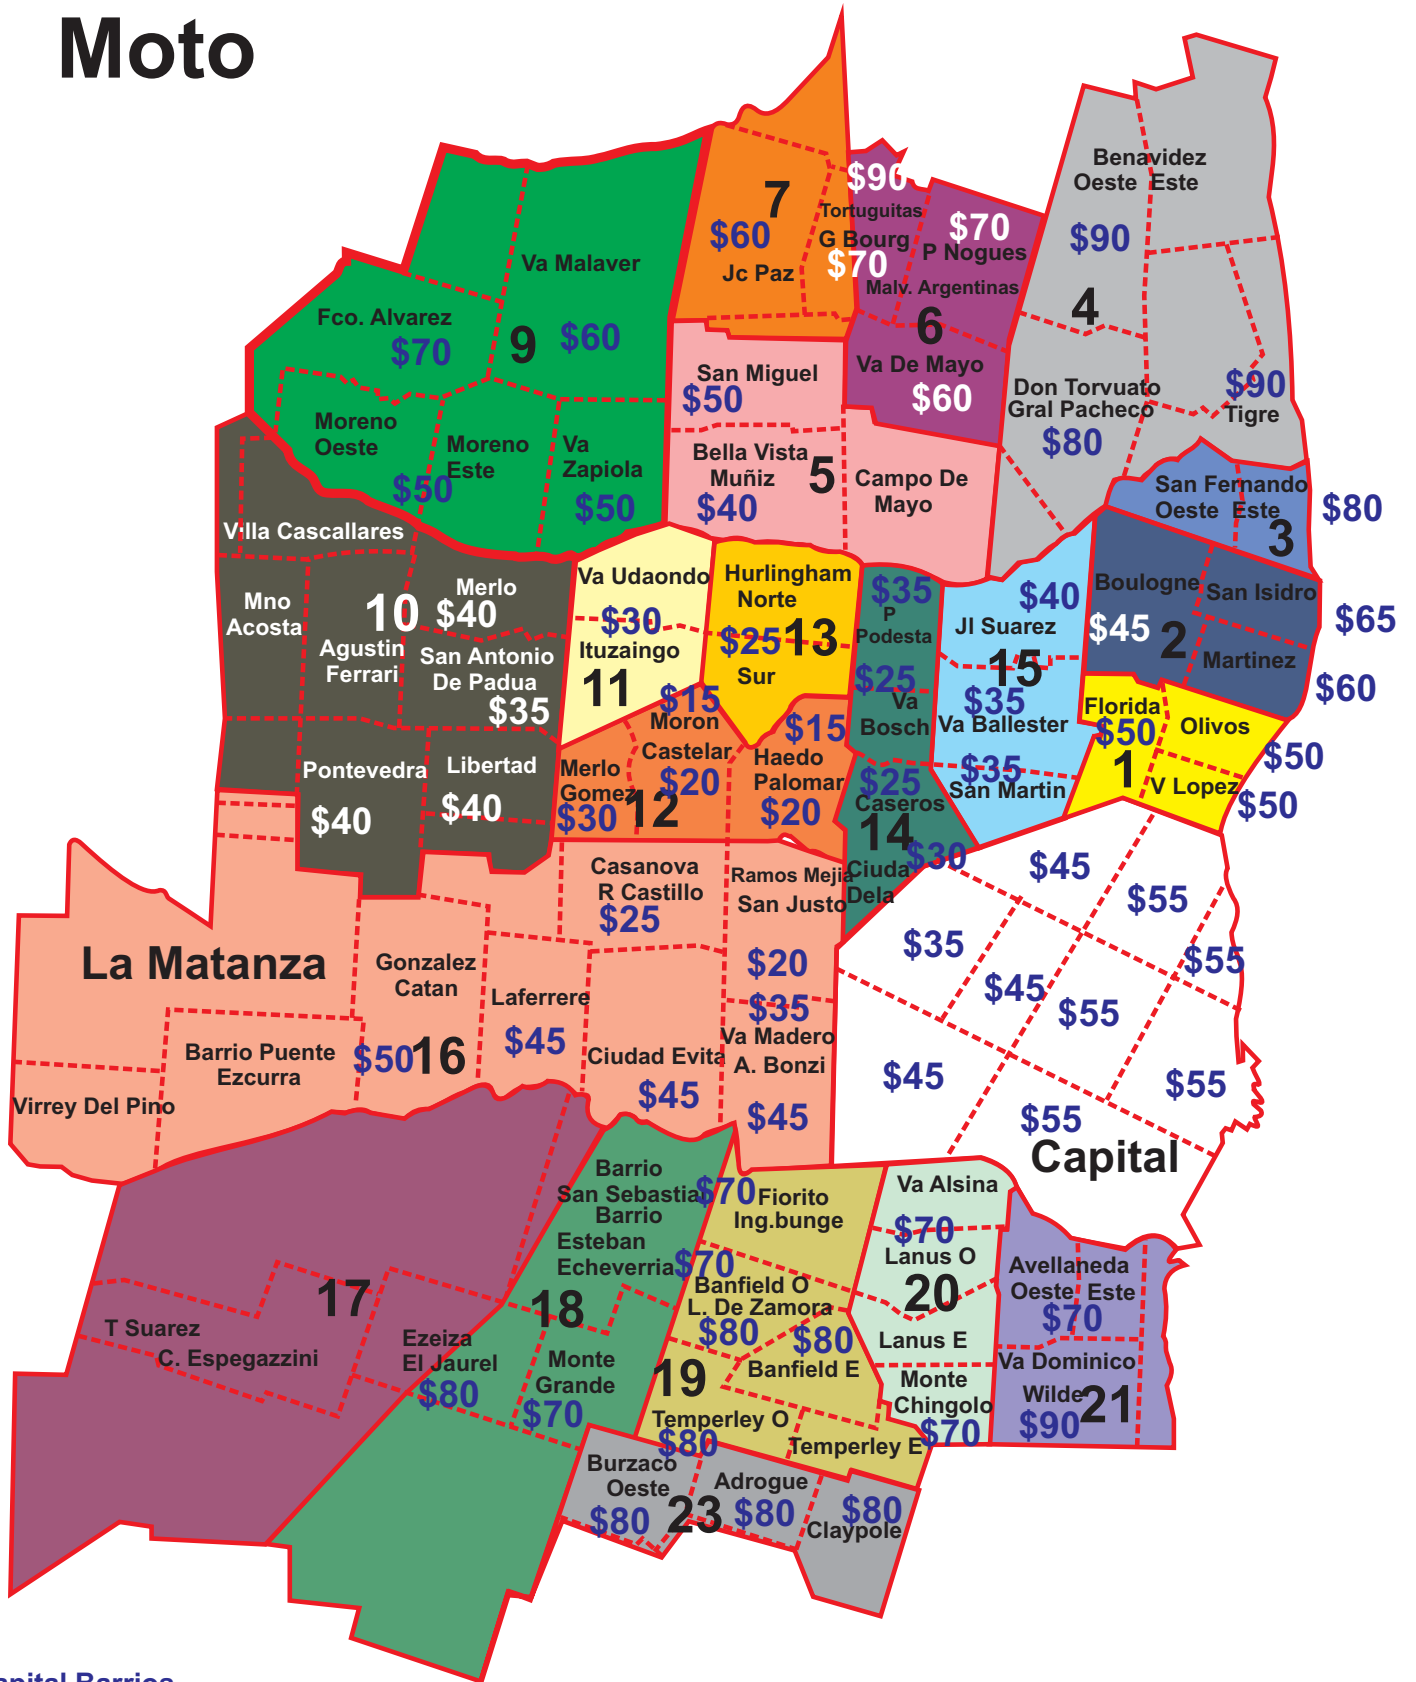 Moto
Benavidez
Oeste Este
$90
4
Don Torvuato
Gral Pacheco
$80
$90
Tigre
7
$60
Jc Paz
$90
Tortuguitas
G Bourg
$70
$70
P Nogues
Malv. Argentinas
6
Va De Mayo
$60
Va Malaver
Fco. Alvarez
$70
9
$60
Moreno
Oeste
$50
Moreno
Este
Va
Zapiola
$50
San Miguel
$50
Bella Vista
Muñiz
5
$40
Campo De
Mayo
San Fernando
Oeste Este
3
$80
Boulogne
$45
2
San Isidro
$65
Martinez
$60
Villa Cascallares
Mno
Acosta
10
Merlo
$40
Agustin
Ferrari
San Antonio
De Padua
$35
Pontevedra
$40
Libertad
$40
Va Udaondo
$30
Ituzaingo
11
$15
Hurlingham
Norte
$25
13
Sur
$35
P
Podesta
$25
Va
Bosch
$25
Caseros
14
$30
Ciuda
Dela
$40
Jl Suarez
15
$35
Va Ballester
$35
San Martin
Florida
$50
1
Olivos
$50
V Lopez
$50
Moron
Castelar
$20
Merlo
Gomez
$30
12
$15
Haedo
Palomar
$20
La Matanza
Casanova
R Castillo
$25
Ramos Mejia
San Justo
$20
$35
Va Madero
A. Bonzi
$45
Gonzalez
Catan
$50
16
Laferrere
$45
Ciudad Evita
$45
Barrio Puente
Ezcurra
Virrey Del Pino
$45
$55
$35
$55
$45
$55
$45
$55
$55
Capital
17
T Suarez
C. Espegazzini
Ezeiza
El Jaurel
$80
Barrio
San Sebastia
$70
Barrio
Esteban
Echeverria
$70
18
Monte
Grande
$70
Fiorito
Ing.bunge
Banfield O
L. De Zamora
$80
$80
Banfield E
19
Temperley O
$80
Temperley E
Va Alsina
$70
Lanus O
20
Lanus E
Monte
Chingolo
$70
Avellaneda
Oeste Este
$70
Va Dominico
Wilde
$90
21
Burzaco
Oeste
$80
23
Adrogue
$80
$80
Claypole